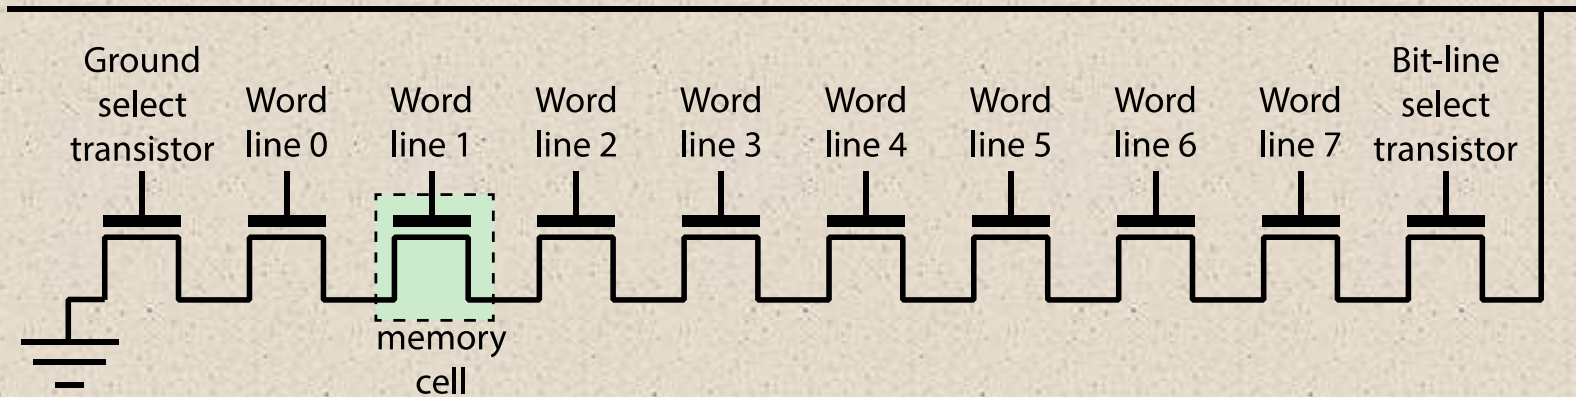 Ground
select
transistor
Word
line 0
Word
line 1
Word
line 2
Word
line 3
Word
line 4
Word
line 5
Word
line 6
Word
line 7
Bit-line
select
transistor
memory
cell